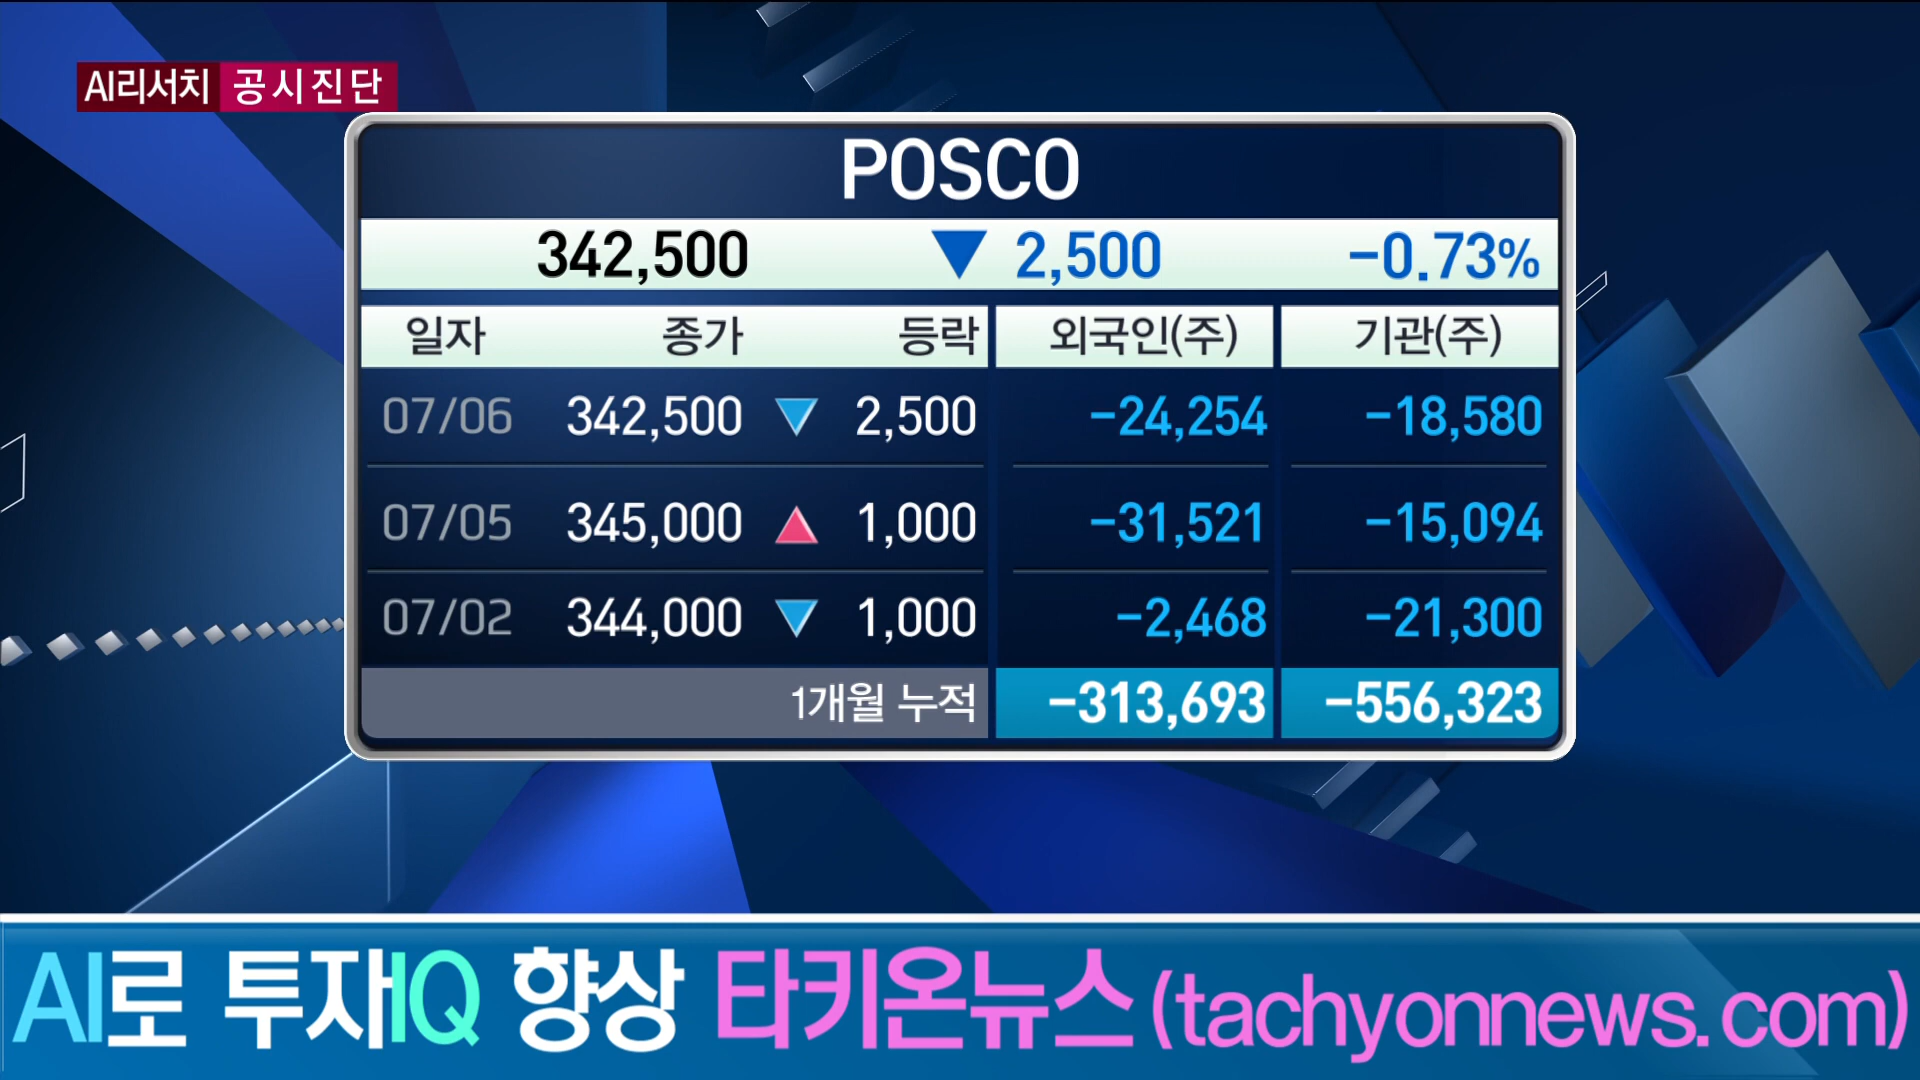 AI리서치 공시진단
POSCO
342,500 ▼ 2,500 -0.73%
일자 종가 등락 외국인(주) 기관(주)
07/06 342,500 ▼ 2,500 -24,254 -18,580
07/05 345,000 ▲ 1,000 -31,521 -15,094
07/02 344,000 ▼ 1,000 -2,468 -21,300
1개월 누적 -313,693 -556,323
AI로 투자IQ 향상 타키온뉴스(tachyonnews.com)